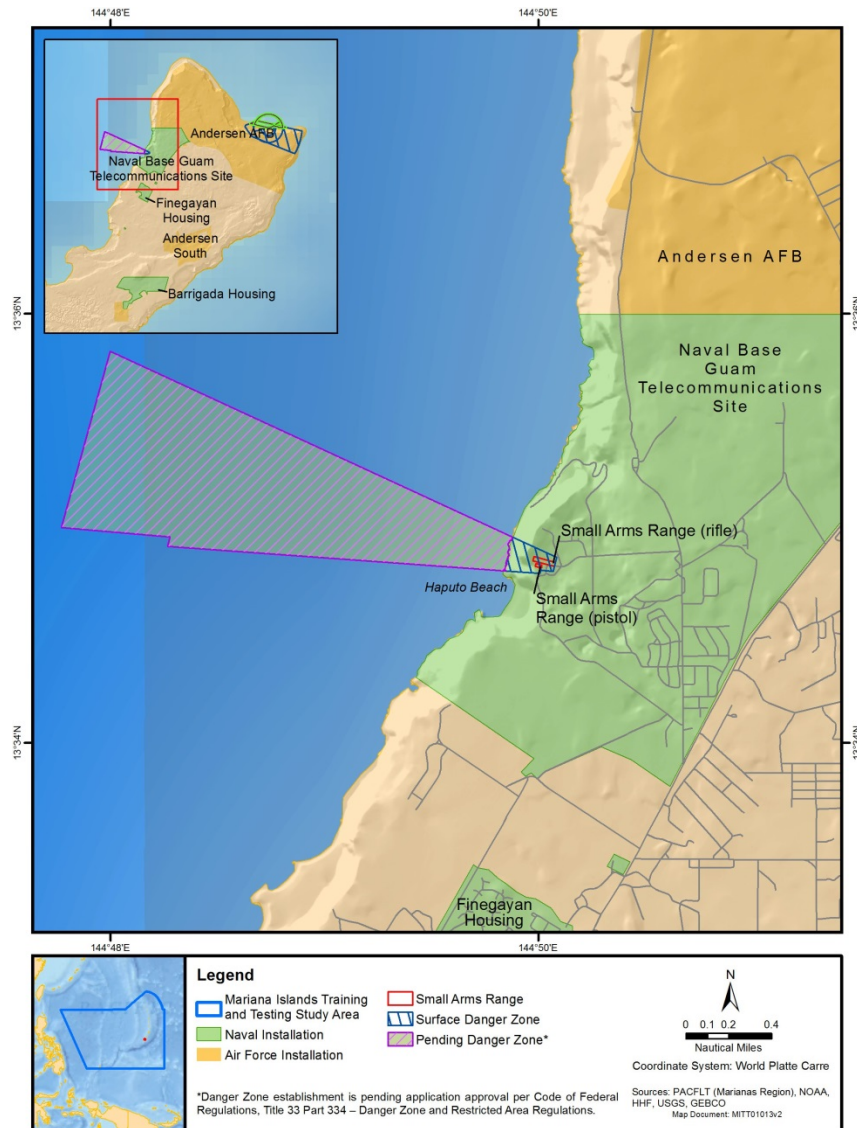 144°48'E
144°50'E
Andersen AFB
Naval Base Guam
Telecommunications Site
Finegayan
Housing
Andersen
South
Barrigada Housing
Andersen AFB
13°36'N
13°36'N
Naval Base
Guam
Telecommunications
Site
Small Arms Range (rifle)
Haputo Beach
Small Arms
Range (pistol)
13°34'N
13°34'N
Finegayan
Housing
144°48'E
144°50'E
Legend
Mariana Islands Training
and Testing Study Area
Naval Installation
Air Force Installation
Small Arms Range
Surface Danger Zone
Pending Danger Zone*
N
0 0.1 0.2 0.4
Nautical Miles
Coordinate System: World Platte Carre
*Danger Zone establishment is pending application approval per Code of Federal
Regulations, Title 33 Part 334 – Danger Zone and Restricted Area Regulations.
Sources: PACFLT (Marianas Region), NOAA,
HHF, USGS, GEBCO
Map Document: MITT01013v2